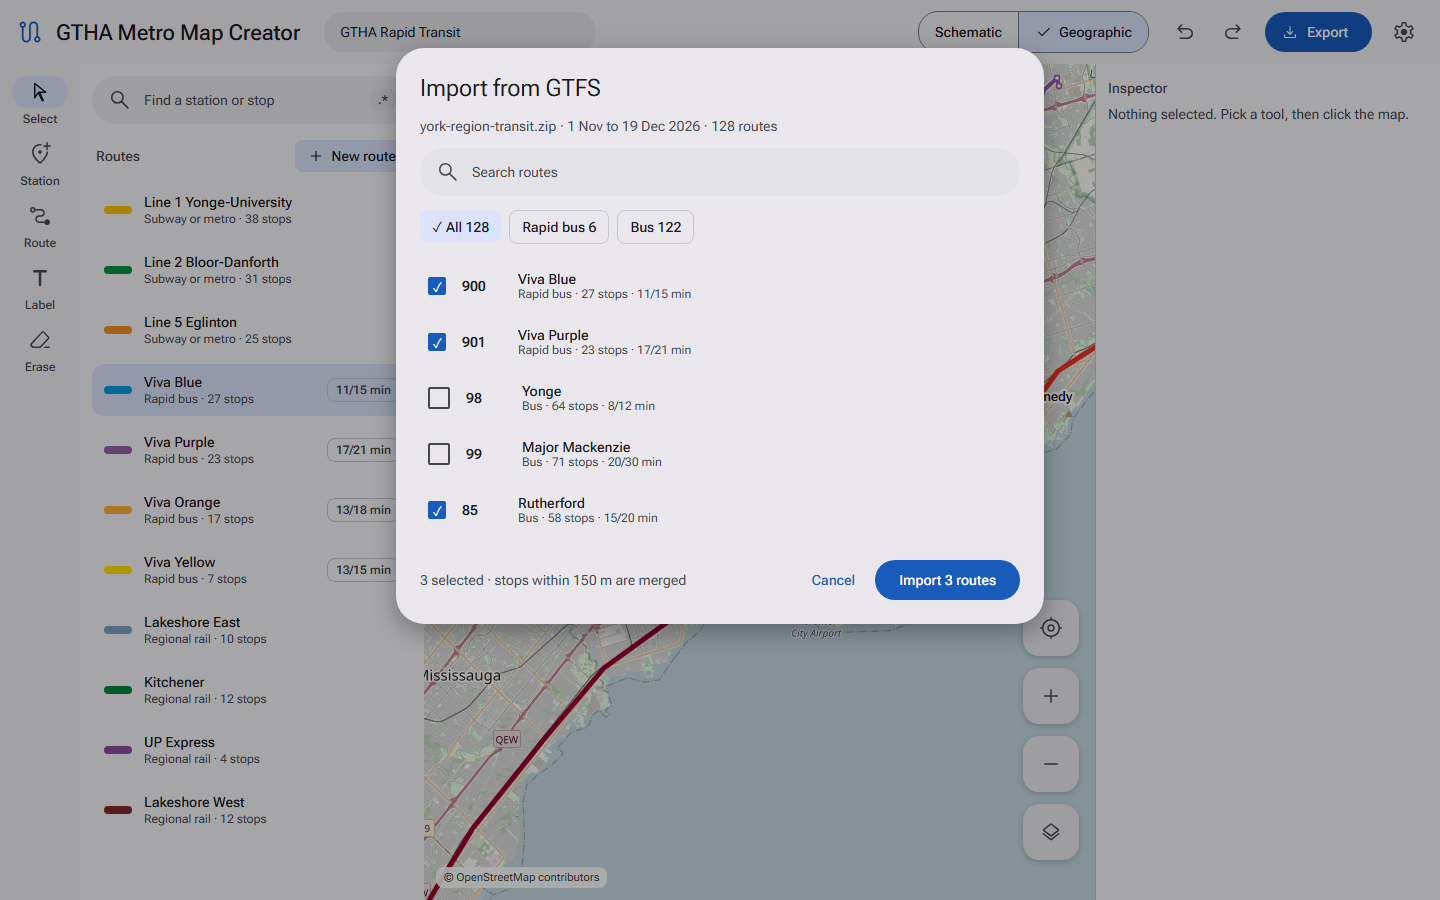 GTHA Metro Map Creator
GTHA Rapid Transit
Schematic
Geographic
Export
Select
Station
Route
Label
Erase
Find a station or stop
.*
Routes
New route
Line 1 Yonge-University
Subway or metro · 38 stops
Line 2 Bloor-Danforth
Subway or metro · 31 stops
Line 5 Eglinton
Subway or metro · 25 stops
Viva Blue
Rapid bus · 27 stops
11/15 min
Viva Purple
Rapid bus · 23 stops
17/21 min
Viva Orange
Rapid bus · 17 stops
13/18 min
Viva Yellow
Rapid bus · 7 stops
13/15 min
Lakeshore East
Regional rail · 10 stops
Kitchener
Regional rail · 12 stops
UP Express
Regional rail · 4 stops
Lakeshore West
Regional rail · 12 stops
Import from GTFS
york-region-transit.zip · 1 Nov to 19 Dec 2026 · 128 routes
Search routes
✓ All 128
Rapid bus 6
Bus 122
900
Viva Blue
Rapid bus · 27 stops · 11/15 min
901
Viva Purple
Rapid bus · 23 stops · 17/21 min
98
Yonge
Bus · 64 stops · 8/12 min
99
Major Mackenzie
Bus · 71 stops · 20/30 min
85
Rutherford
Bus · 58 stops · 15/20 min
3 selected · stops within 150 m are merged
Cancel
Import 3 routes
nedy
City Airport
Mississauga
QEW
9
© OpenStreetMap contributors
Inspector
Nothing selected. Pick a tool, then click the map.